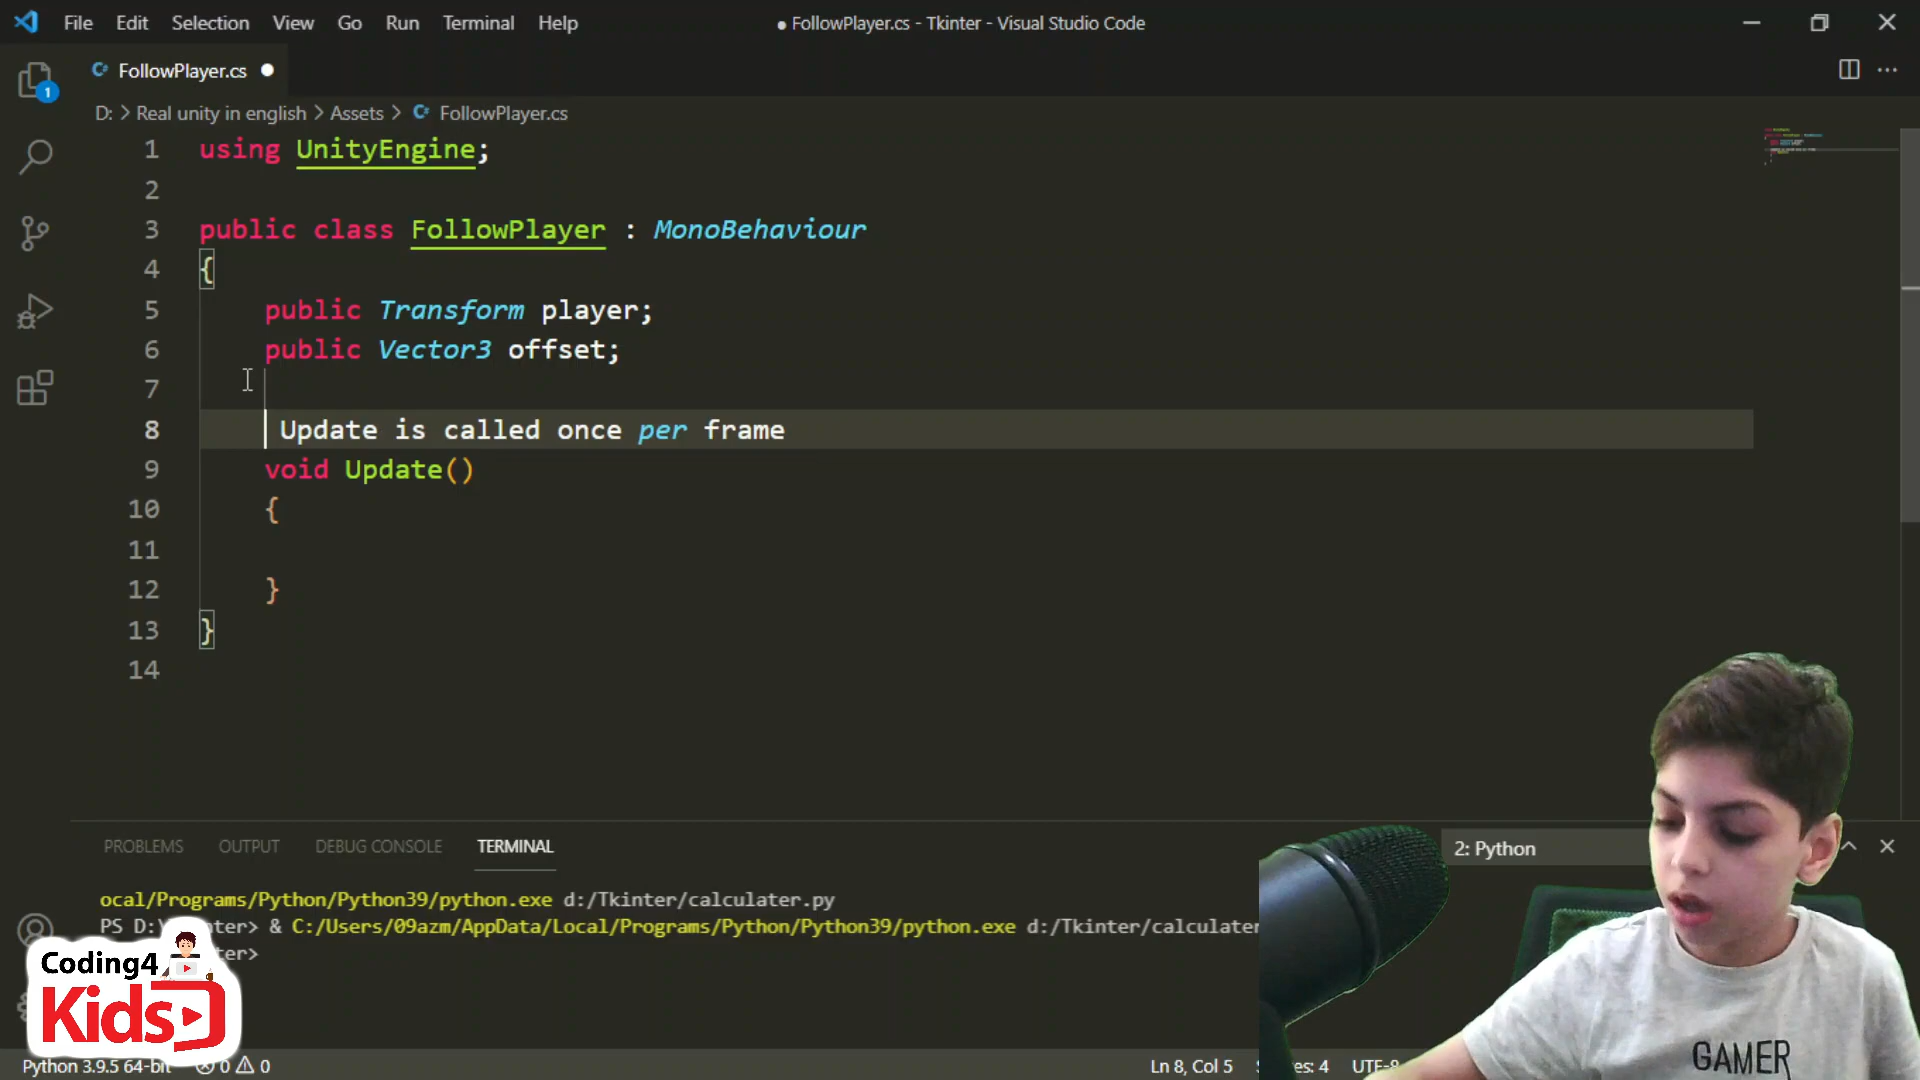 File Edit Selection View Go Run Terminal Help ● FollowPlayer.cs - Tkinter - Visual Studio Code
FollowPlayer.cs ●
D: > Real unity in english > Assets > FollowPlayer.cs
1 using UnityEngine;
2
3 public class FollowPlayer : MonoBehaviour
4 {
5 public Transform player;
6 public Vector3 offset;
7
8 Update is called once per frame
9 void Update()
10 {
11
12 }
13 }
14
PROBLEMS OUTPUT DEBUG CONSOLE TERMINAL 2: Python
ocal/Programs/Python/Python39/python.exe d:/Tkinter/calculater.py
PS D:\ nter> & C:/Users/09azm/AppData/Local/Programs/Python/Python39/python.exe d:/Tkinter/calculater
ter>
Coding4
Kids
Python 3.9.5 64-bit 0 0 Ln 8, Col 5 es: 4 UTF-8
GAMER
1